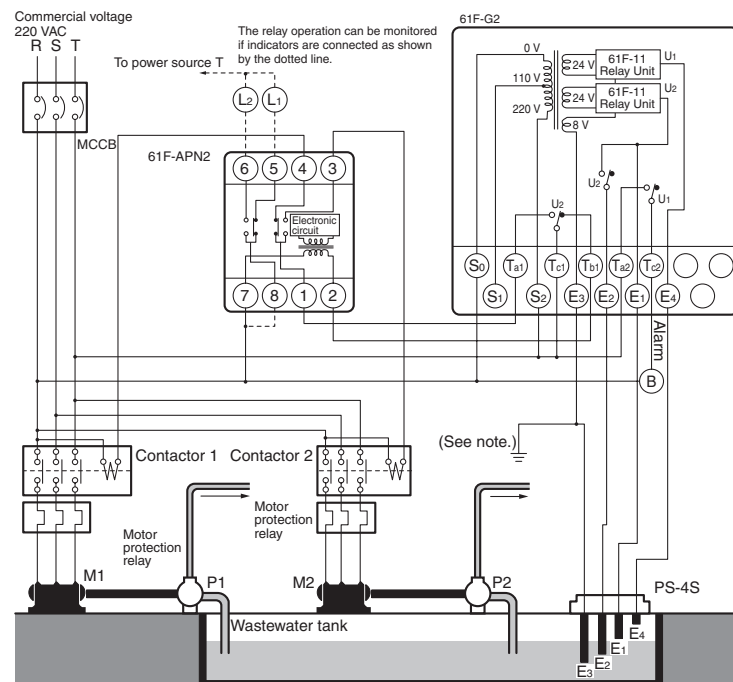 Commercial voltage
220 VAC
R S T
The relay operation can be monitored
if indicators are connected as shown
by the dotted line.
To power source T
L2 L1
MCCB
61F-APN2
6 5 4 3
Electronic
circuit
7 8 1 2
61F-G2
0 V
110 V
220 V
24 V
61F-11
Relay Unit
U1
24 V
61F-11
Relay Unit
U2
8 V
U2
U1
U2
S0 Ta1 Tc1 Tb1 Ta2 Tc2
S1 S2 E3 E2 E1 E4
Alarm
B
(See note.)
Contactor 1
Contactor 2
Motor
protection
relay
Motor
protection
relay
M1
P1
M2
P2
PS-4S
Wastewater tank
E4
E1
E2
E3